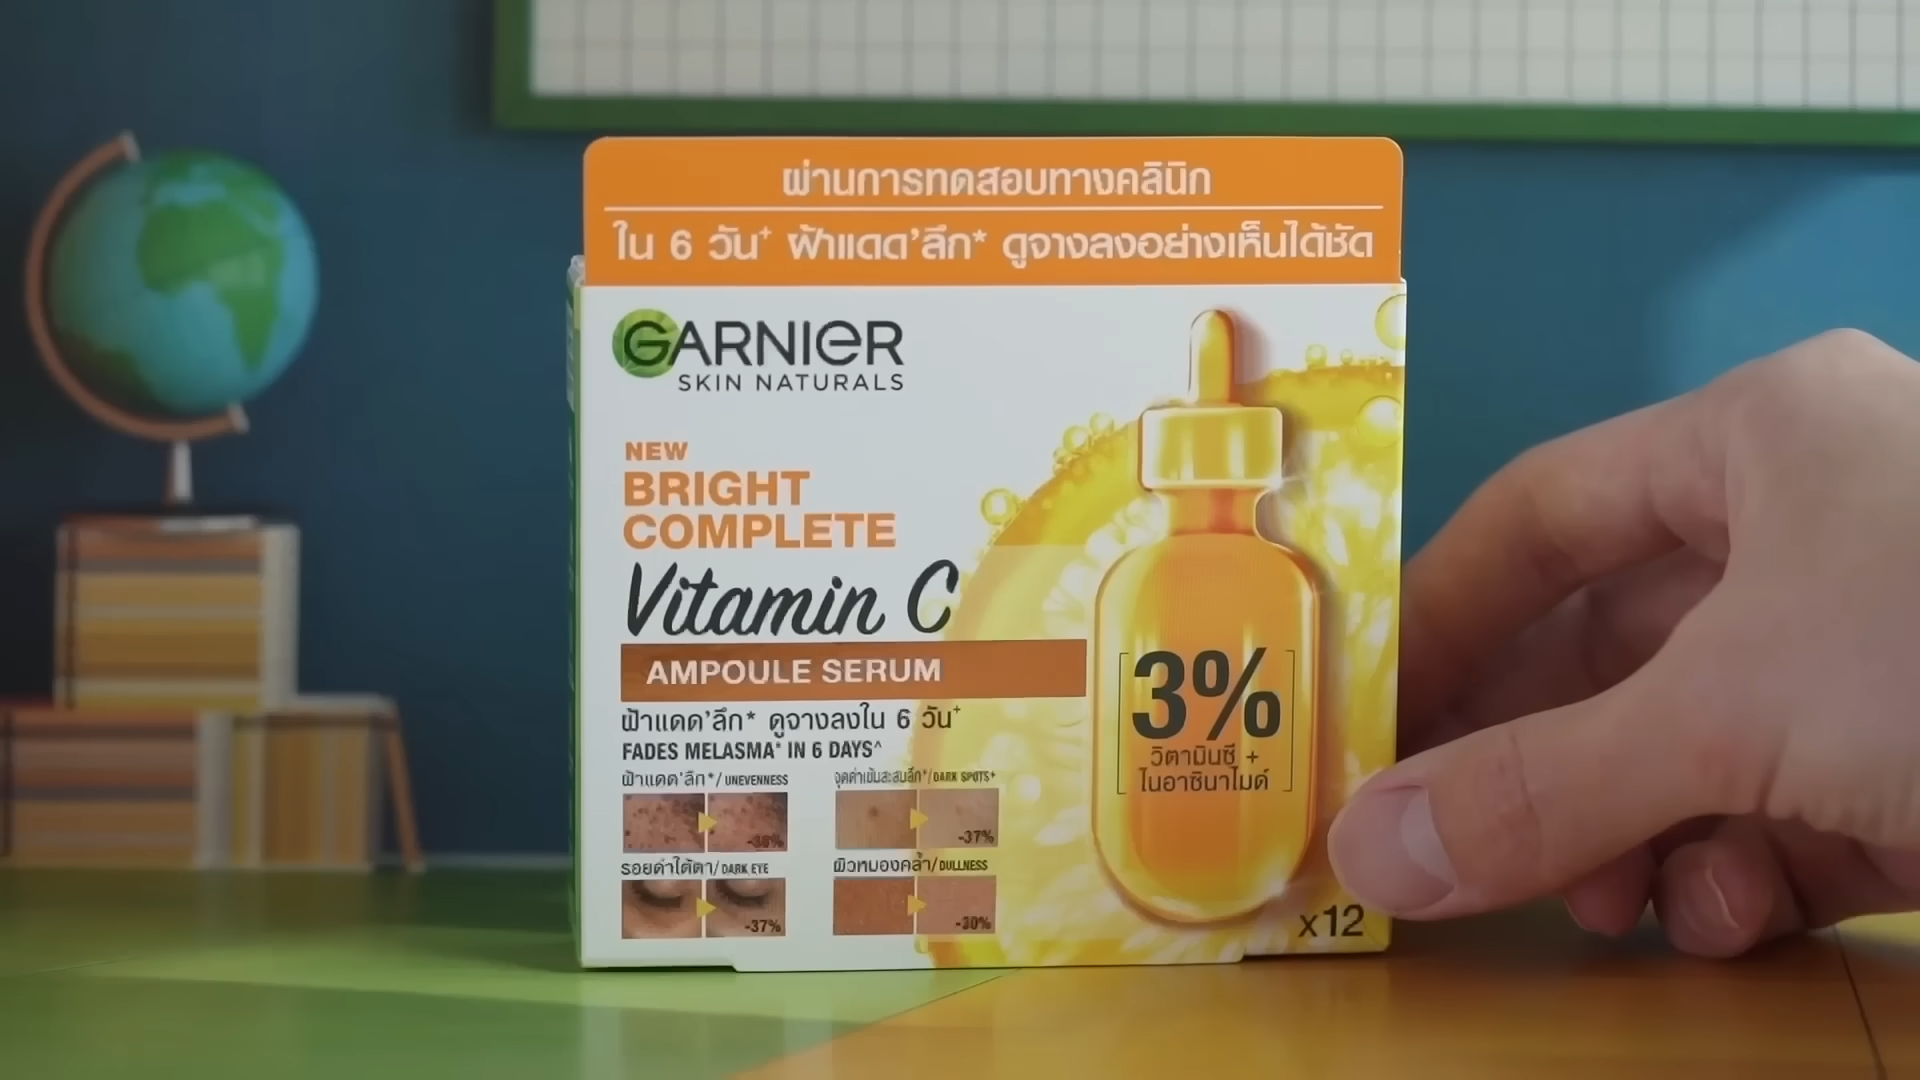 ผ่านการทดสอบทางคลินิก
ใน 6 วัน⁺ ฝ้าแดด'ลึก* ดูจางลงอย่างเห็นได้ชัด
GARNIER
SKIN NATURALS
NEW
BRIGHT
COMPLETE
Vitamin C
AMPOULE SERUM
ฝ้าแดด'ลึก* ดูจางลงใน 6 วัน⁺
FADES MELASMA* IN 6 DAYS^
ฝ้าแดด'ลึก*/UNEVENNESS
จุดด่าเข้มสะสมลึก*/DARK SPOTS+
-37%
รอยดำใต้ตา/DARK EYE
ผิวหมองคล้ำ/DULLNESS
-37%
-30%
3%
วิตามินซี +
ไนอาซินาไมด์
x12